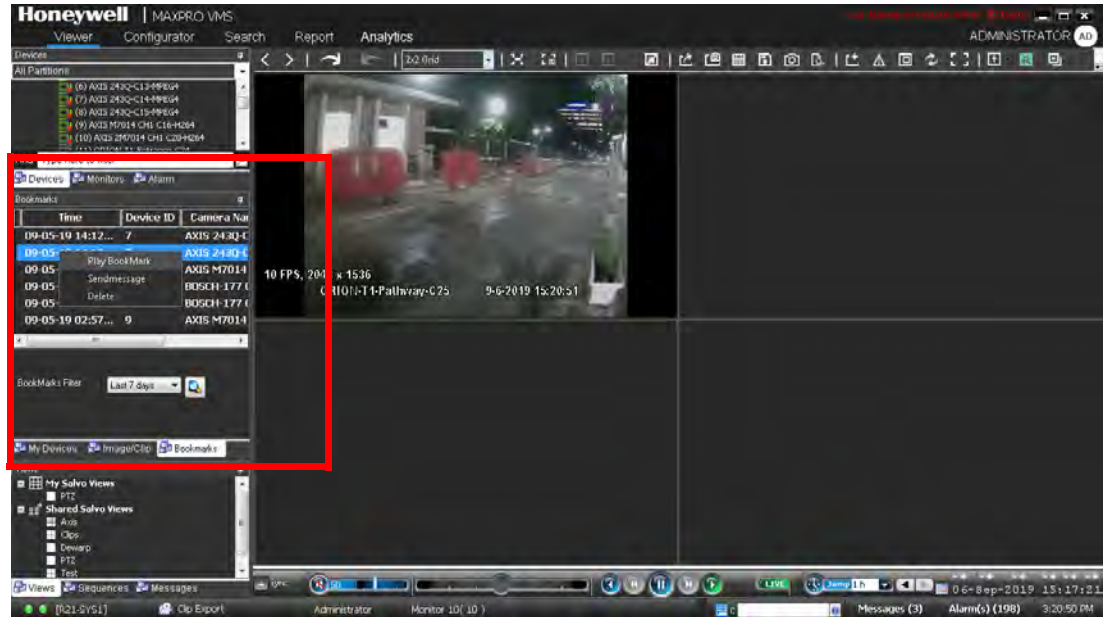 Honeywell | MAXPRO VMS
Viewer Configurator Search Report Analytics ADMINISTRATOR AD
Devices
All Partitions
2x2 Grid
(6) AXIS 243Q-C13-MPEG4
(7) AXIS 243Q-C14-MPEG4
(8) AXIS 243Q-C15-MPEG4
(9) AXIS M7014 CH1 C16-H264
(10) AXIS 2M7014 CH1 C20-H264
Devices Monitors Alarm
Bookmarks
Time Device ID Camera Nar
09-05-19 14:12... 7 AXIS 243Q-C
09-05- AXIS 243Q-C
Play BookMark
09-05- AXIS M7014
Sendmessage
09-05- BOSCH-177 (
Delete
09-05- BOSCH-177 (
09-05-19 02:57... 9 AXIS M7014
10 FPS, 2048 x 1536
ORION-T1-Pathway-C25 9-6-2019 15:20:51
BookMarks Filter Last 7 days
My Devices Image/Clip Bookmarks
Views
My Salvo Views
PTZ
Shared Salvo Views
Axis
Clips
Dewarp
PTZ
Test
Views Sequences Messages
sync 50 LIVE Jump 1 h 06-Sep-2019 15:17:21
[R21-SYS1] Clip Export Administrator Monitor 10( 10 ) C Messages (3) Alarm(s) (198) 3:20:50 PM